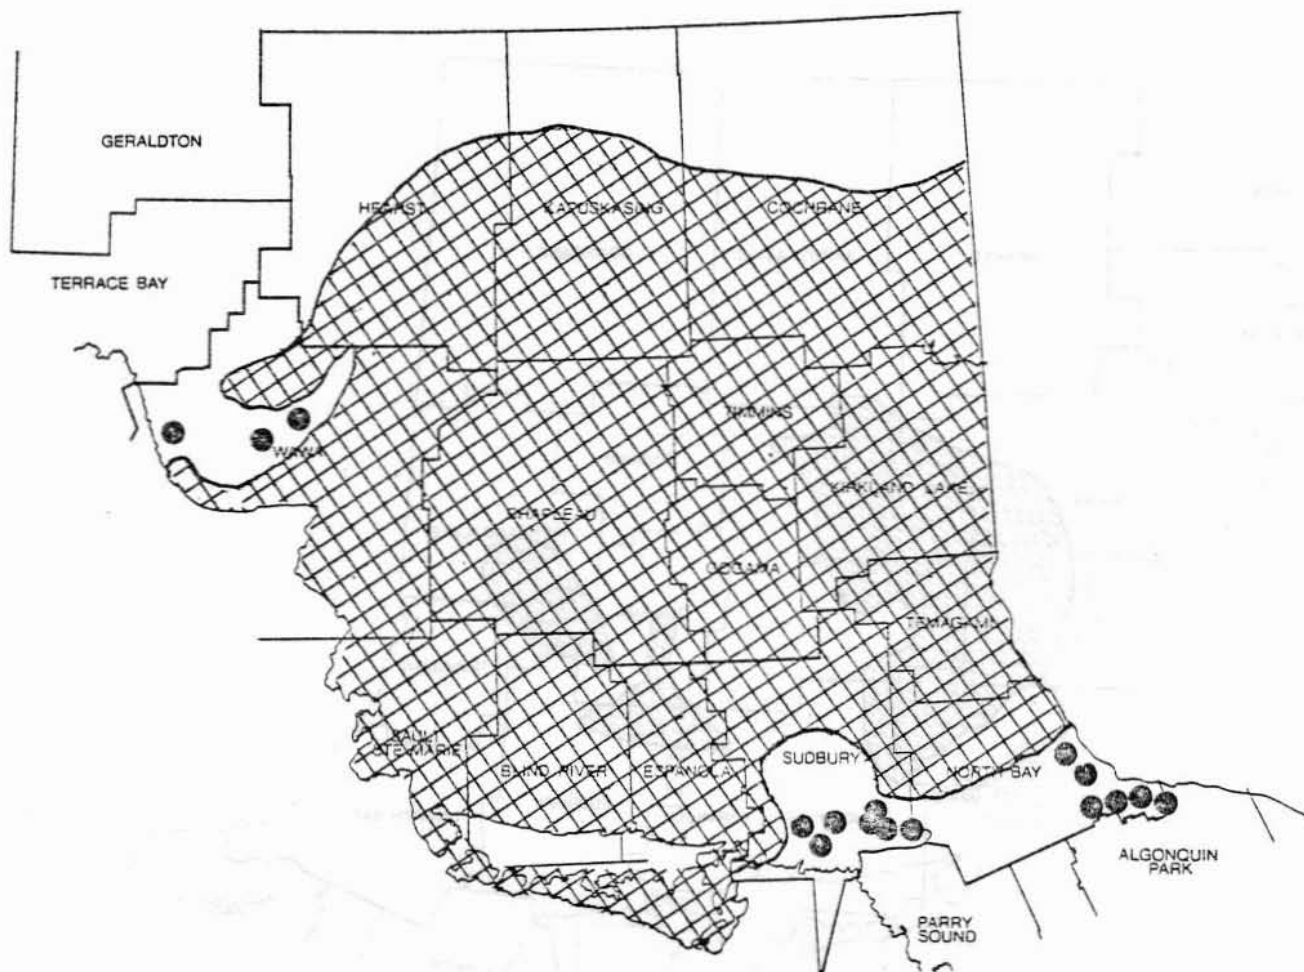 GERALDTON
HEARST
KAPUSKASING
COCHRANE
TERRACE BAY
TIMMINS
WAWA
KIRKLAND LAKE
CHAPLEAU
GOGAMA
TEMAGAMI
SAULT
STE-MARIE
BLIND RIVER
ESPANOLA
SUDBURY
NORTH BAY
ALGONQUIN
PARK
PARRY
SOUND